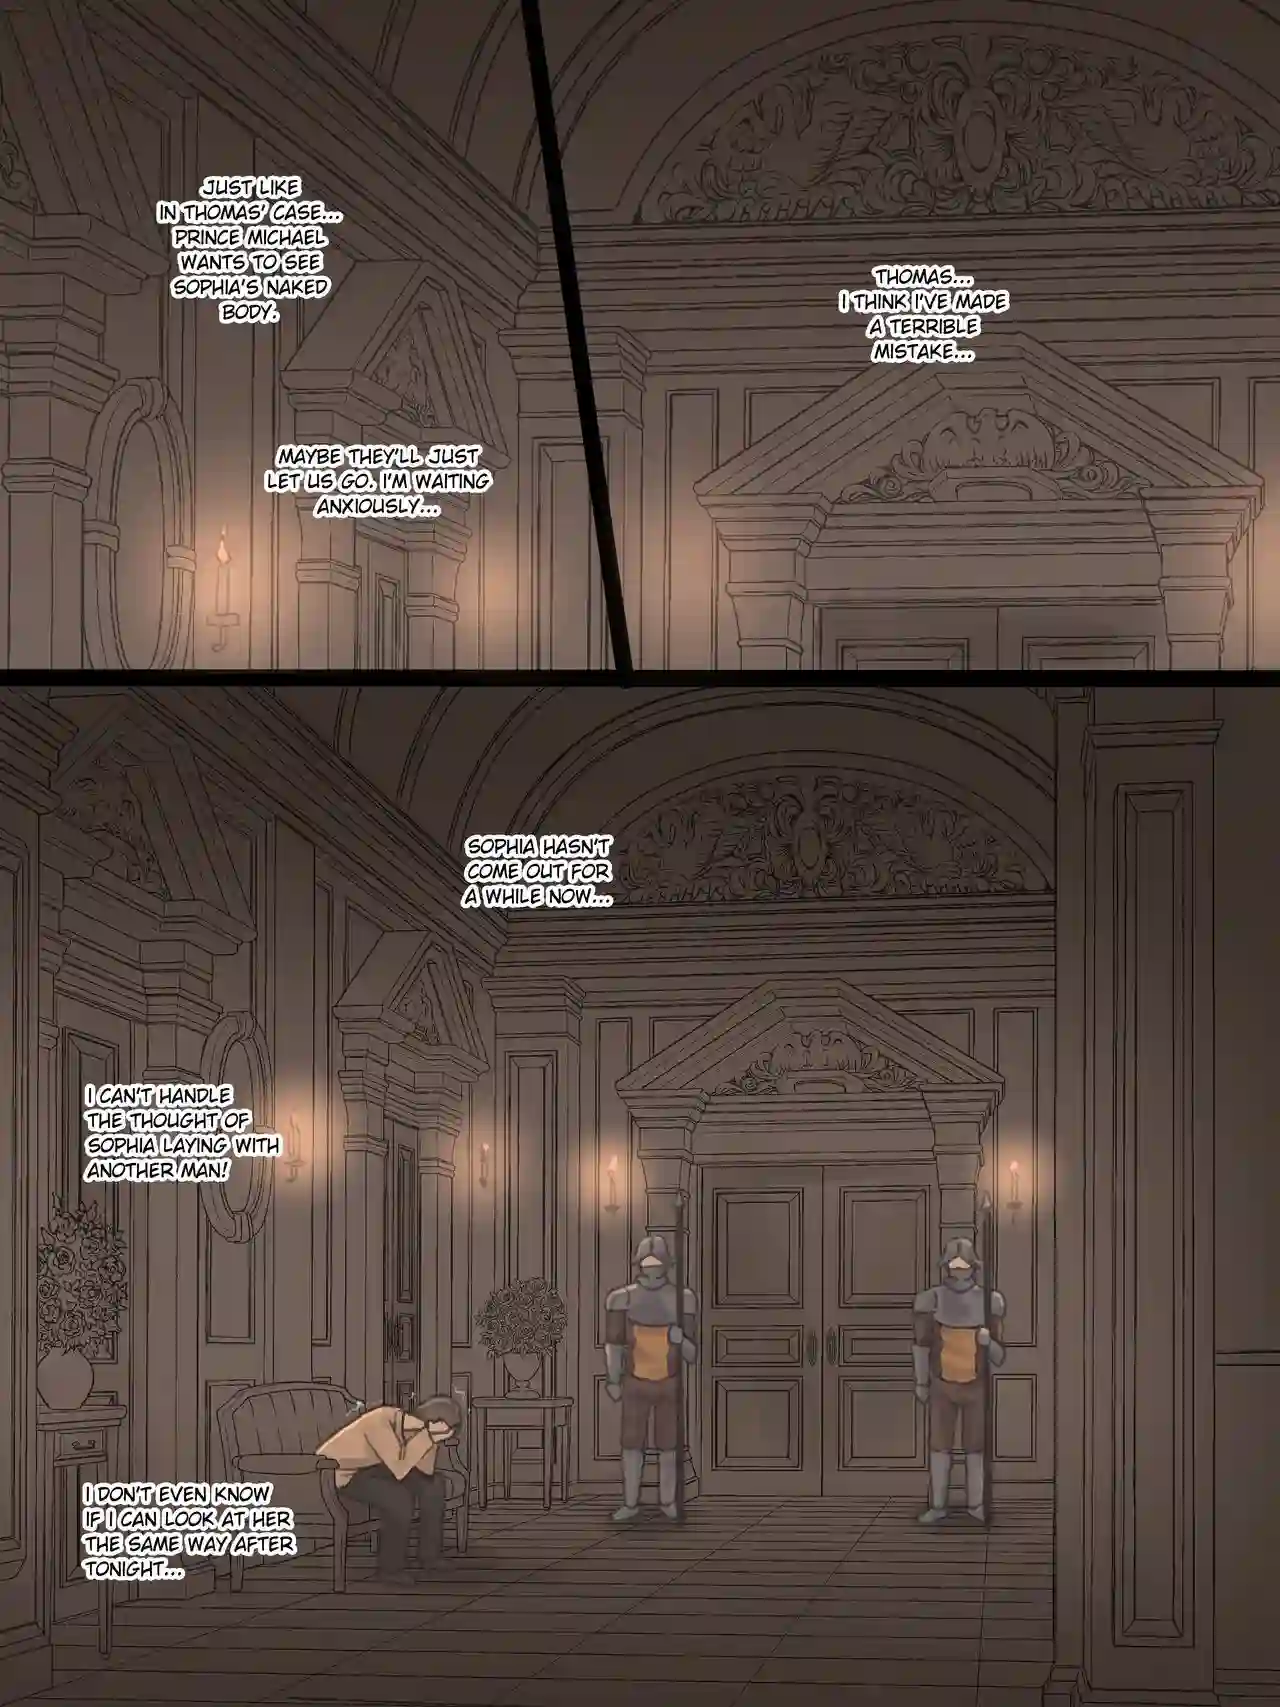 JUST LIKE
IN THOMAS' CASE...
PRINCE MICHAEL
WANTS TO SEE
SOPHIA'S NAKED
BODY.
MAYBE THEY'LL JUST
LET US GO. I'M WAITING
ANXIOUSLY...
THOMAS...
I THINK I'VE MADE
A TERRIBLE
MISTAKE...
SOPHIA HASN'T
COME OUT FOR
A WHILE NOW...
I CAN'T HANDLE
THE THOUGHT OF
SOPHIA LAYING WITH
ANOTHER MAN!
I DON'T EVEN KNOW
IF I CAN LOOK AT HER
THE SAME WAY AFTER
TONIGHT...